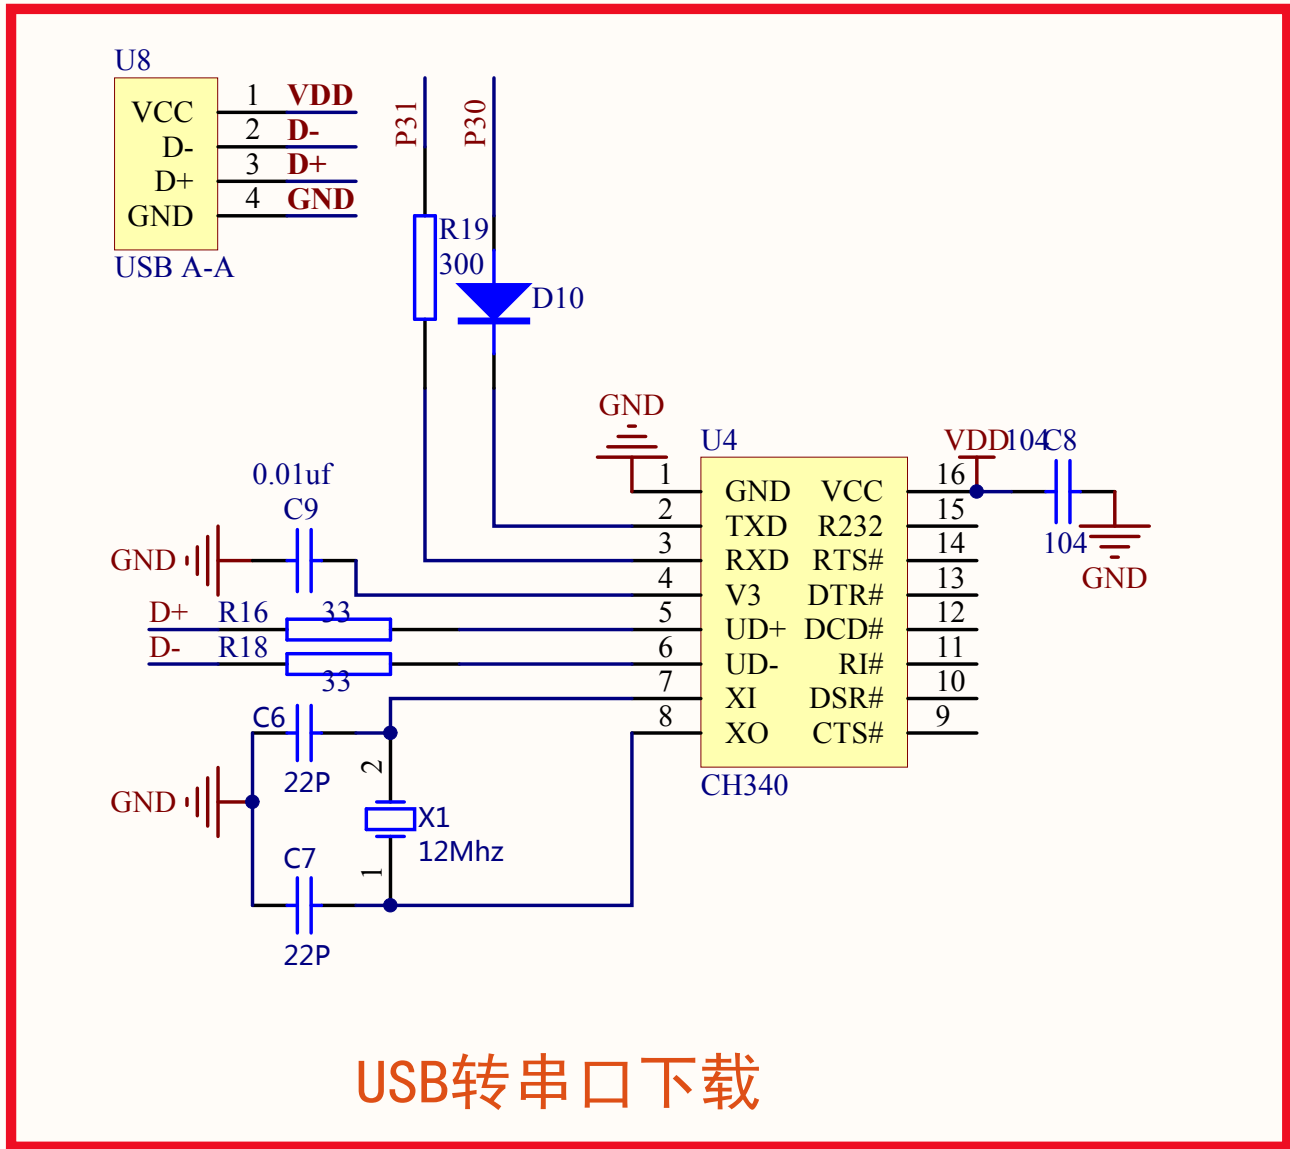 U8
VCC 1 VDD
D- 2 D-
D+ 3 D+
GND 4 GND
USB A-A
P31
P30
R19
300
D10
GND
U4
VDD 104 C8
104
GND
0.01uf
C9
GND
D+ R16 33
D- R18 33
1 GND VCC 16
2 TXD R232 15
3 RXD RTS# 14
4 V3 DTR# 13
5 UD+ DCD# 12
6 UD- RI# 11
7 XI DSR# 10
8 XO CTS# 9
CH340
C6
22P
GND
2
X1
12Mhz
1
C7
22P
USB转串口下载